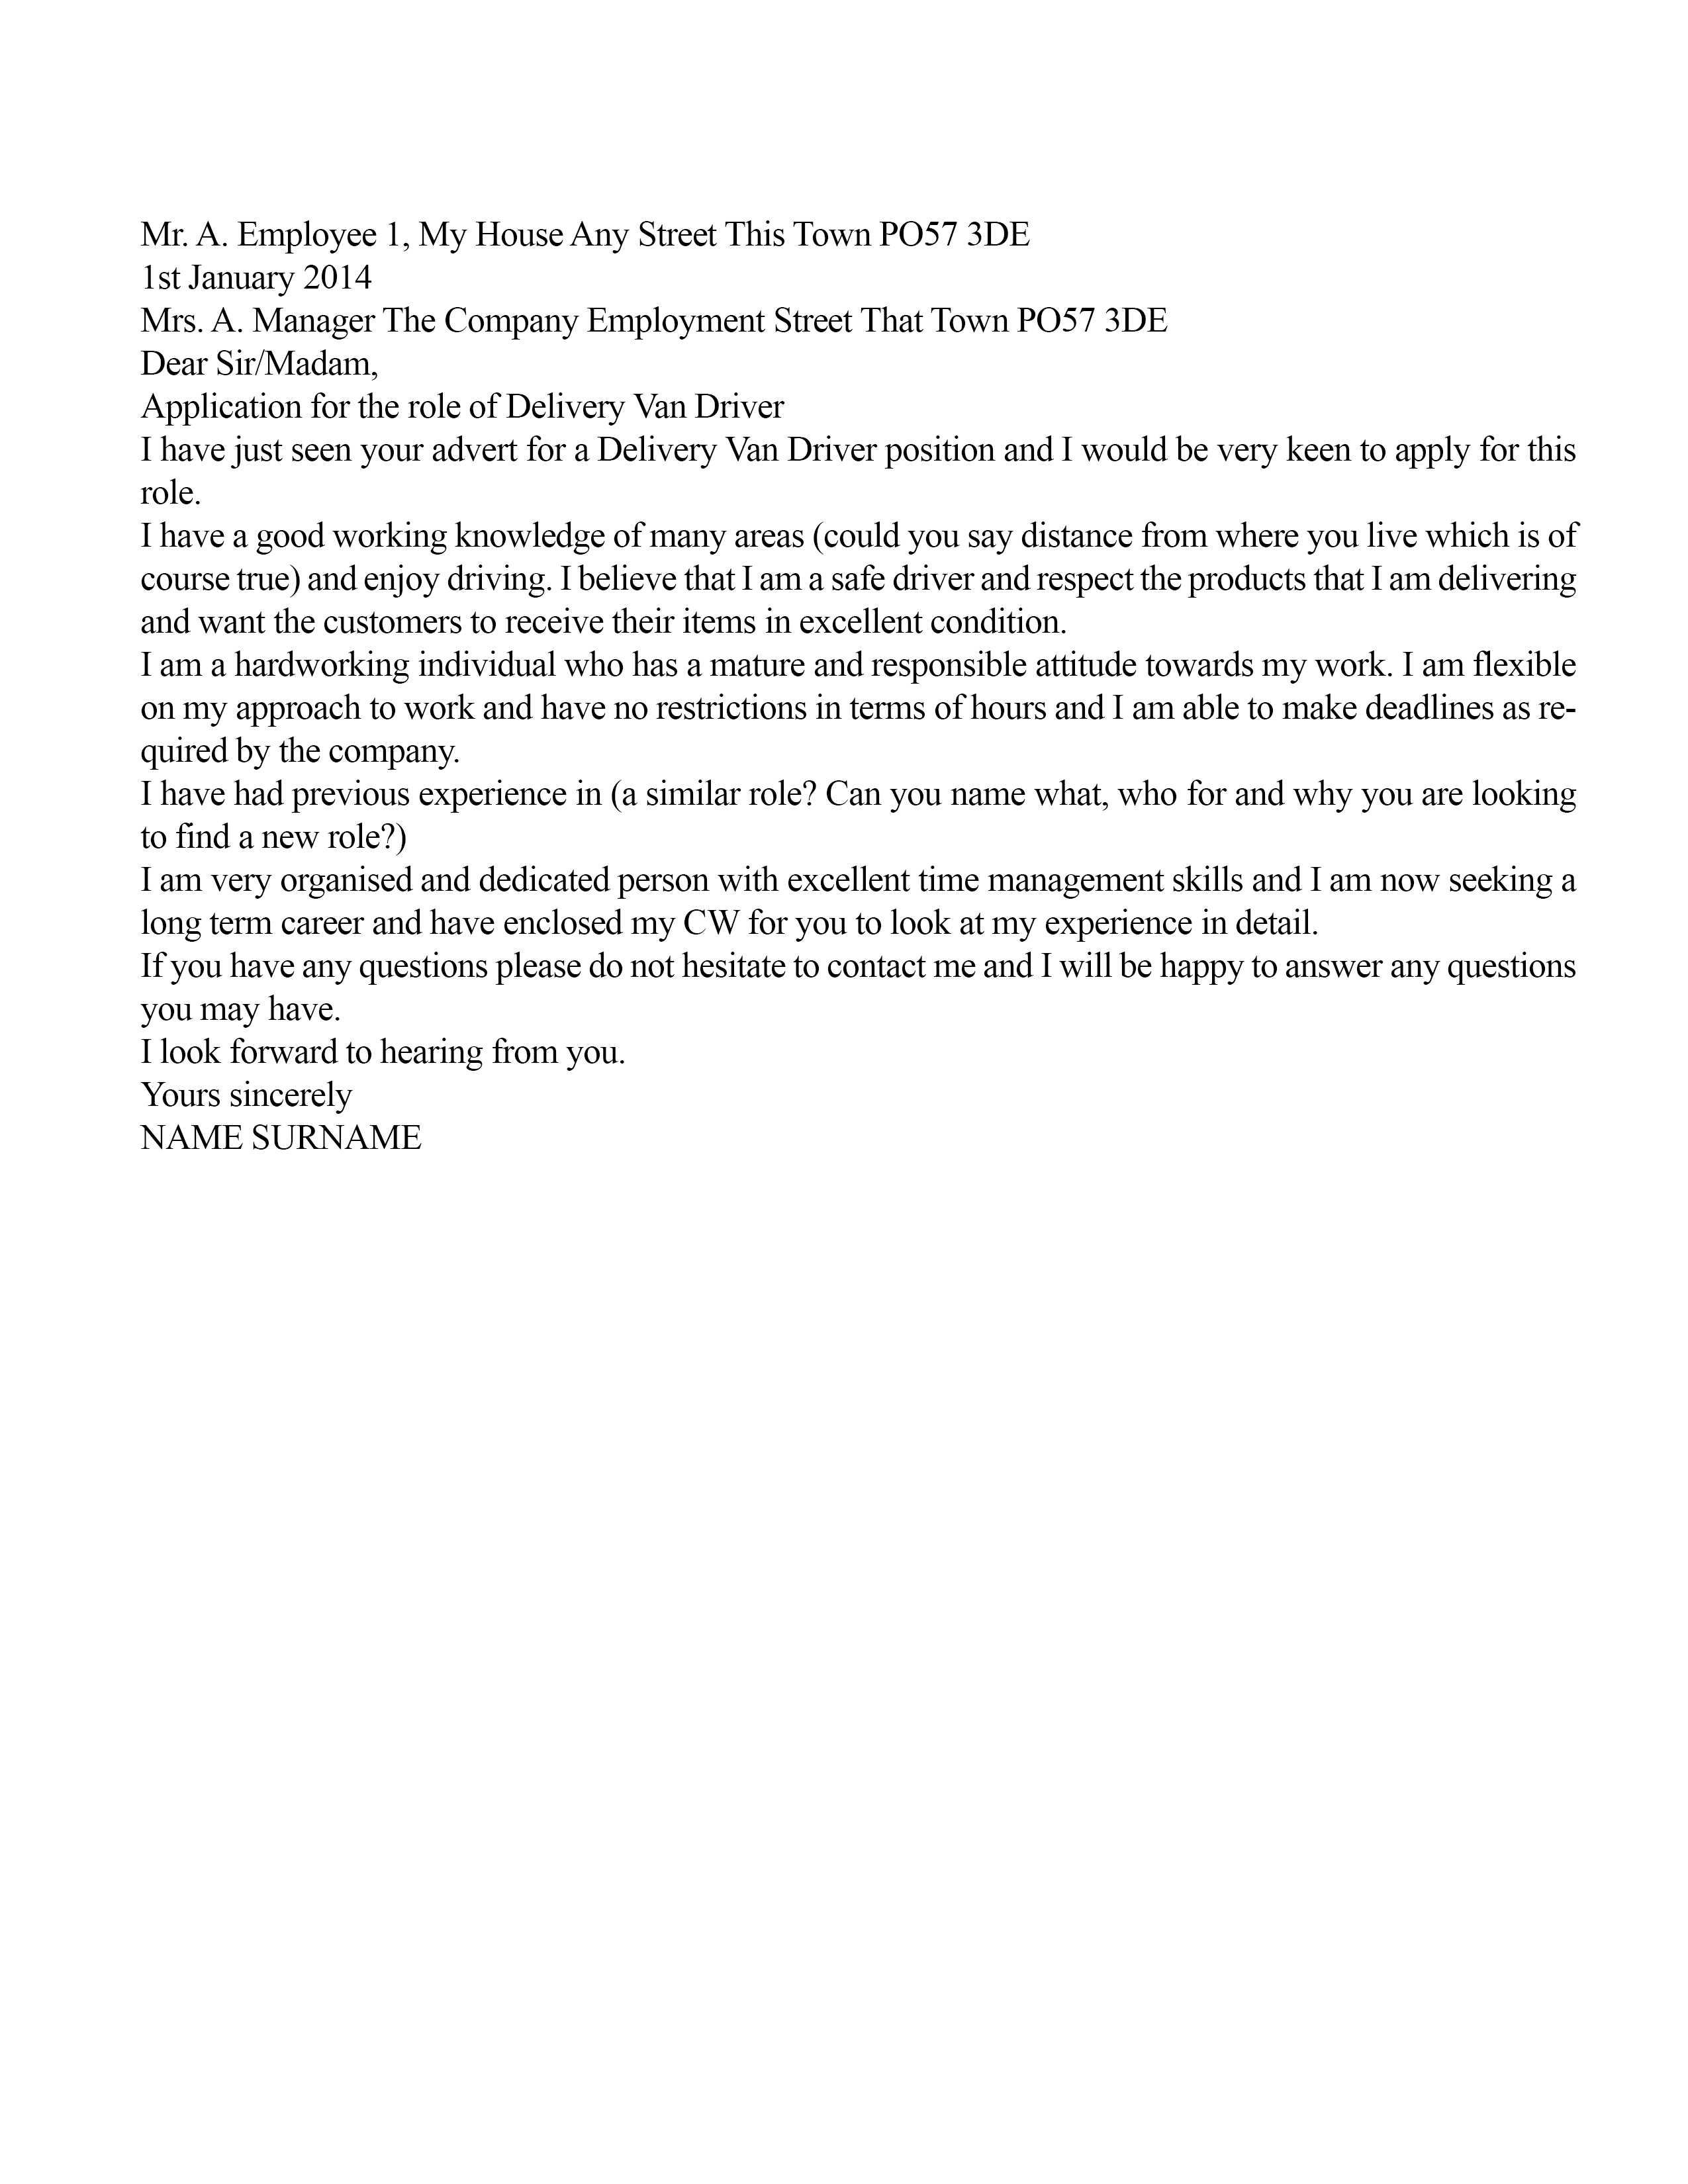 Mr. A. Employee 1, My House Any Street This Town PO57 3DE
1st January 2014
Mrs. A. Manager The Company Employment Street That Town PO57 3DE
Dear Sir/Madam,
Application for the role of Delivery Van Driver
I have just seen your advert for a Delivery Van Driver position and I would be very keen to apply for this
role.
I have a good working knowledge of many areas (could you say distance from where you live which is of
course true) and enjoy driving. I believe that I am a safe driver and respect the products that I am delivering
and want the customers to receive their items in excellent condition.
I am a hardworking individual who has a mature and responsible attitude towards my work. I am flexible
on my approach to work and have no restrictions in terms of hours and I am able to make deadlines as re-
quired by the company.
I have had previous experience in (a similar role? Can you name what, who for and why you are looking
to find a new role?)
I am very organised and dedicated person with excellent time management skills and I am now seeking a
long term career and have enclosed my CW for you to look at my experience in detail.
If you have any questions please do not hesitate to contact me and I will be happy to answer any questions
you may have.
I look forward to hearing from you.
Yours sincerely
NAME SURNAME